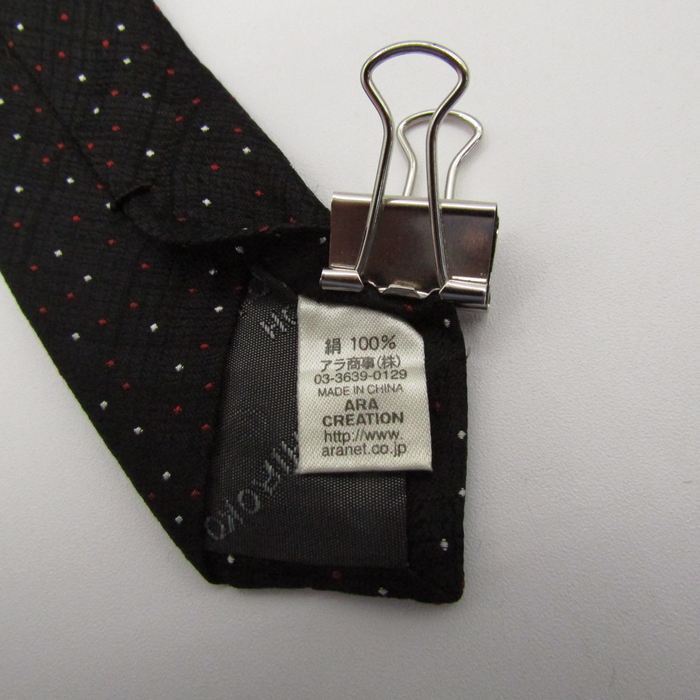 絹 100%
アラ商事(株)
03-3639-0129
MADE IN CHINA
ARA
CREATION
http://www.
aranet.co.jp
HIROKO